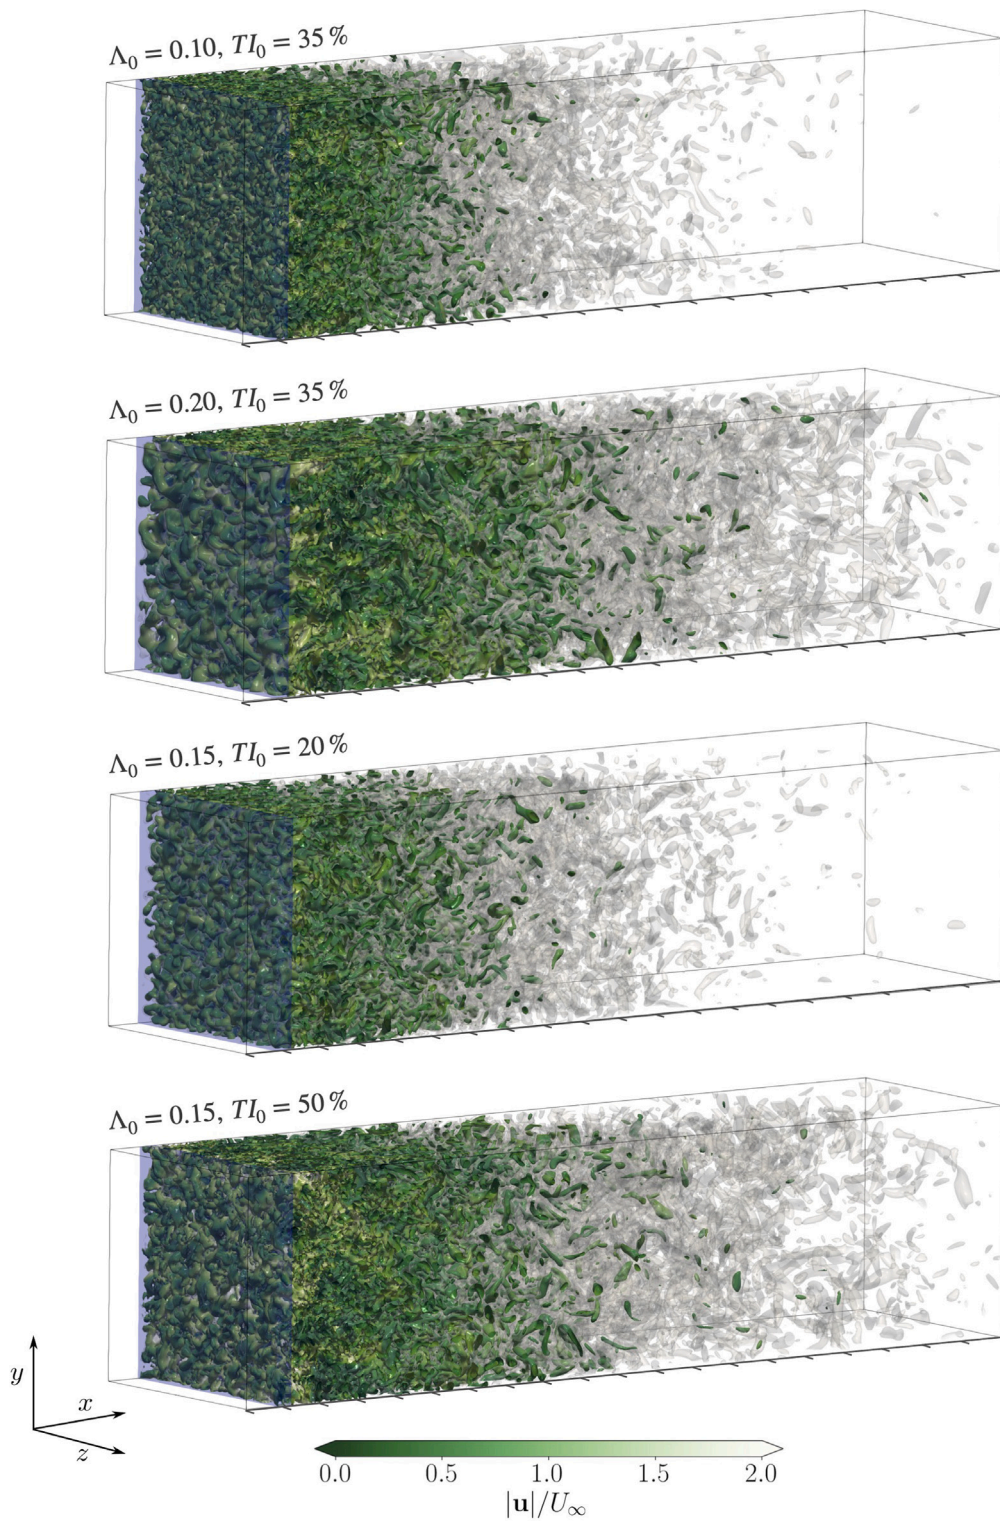 Λ₀ = 0.10, TI₀ = 35 %
Λ₀ = 0.20, TI₀ = 35 %
Λ₀ = 0.15, TI₀ = 20 %
Λ₀ = 0.15, TI₀ = 50 %
y
x
z
0.0 0.5 1.0 1.5 2.0
|u|/U∞